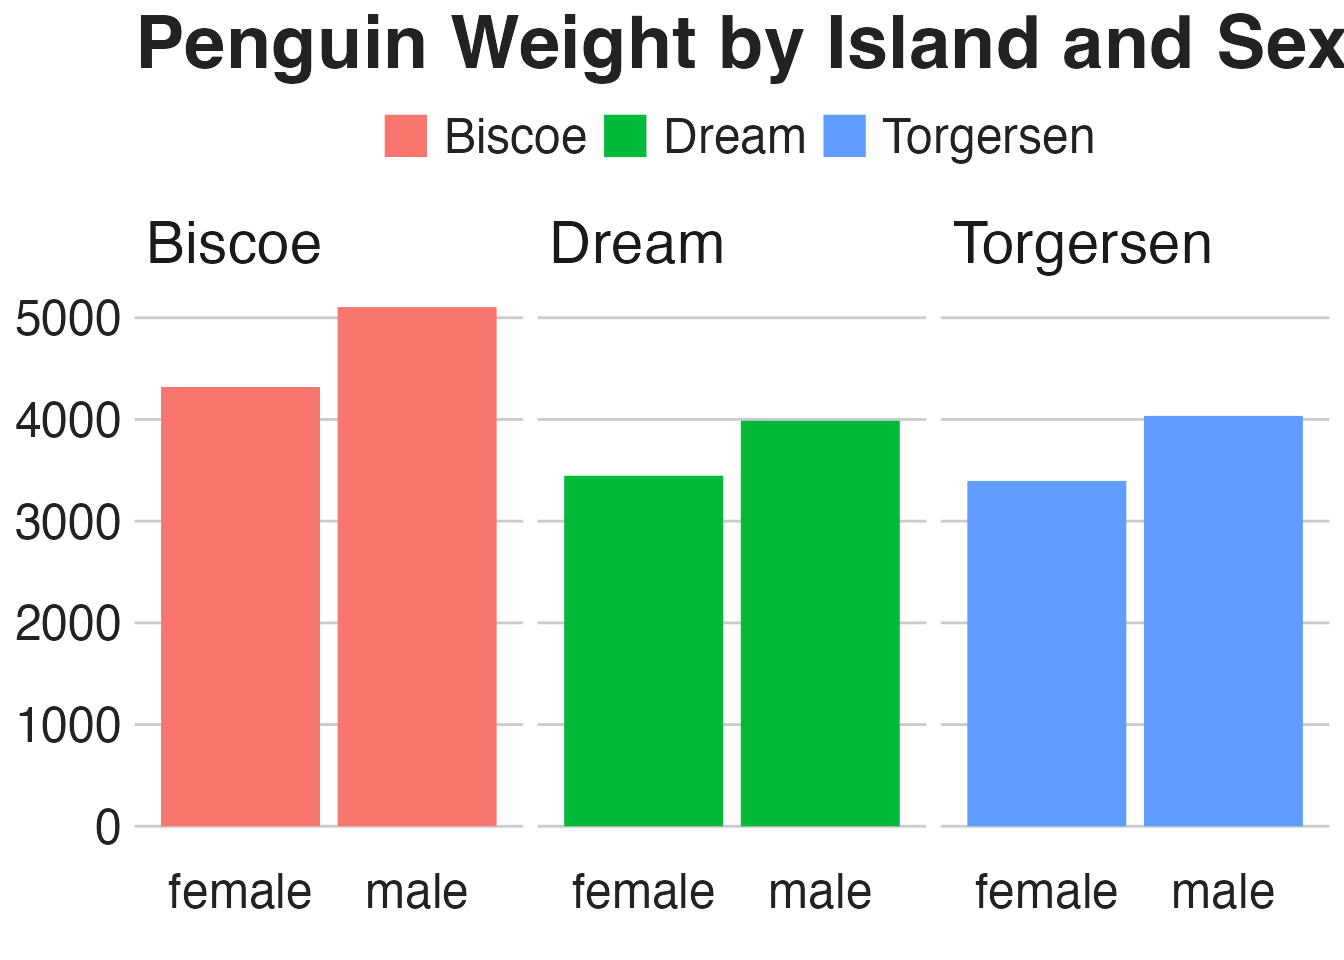 Penguin Weight by Island and Sex
Biscoe Dream Torgersen
Biscoe Dream Torgersen
5000
4000
3000
2000
1000
0
female male female male female male